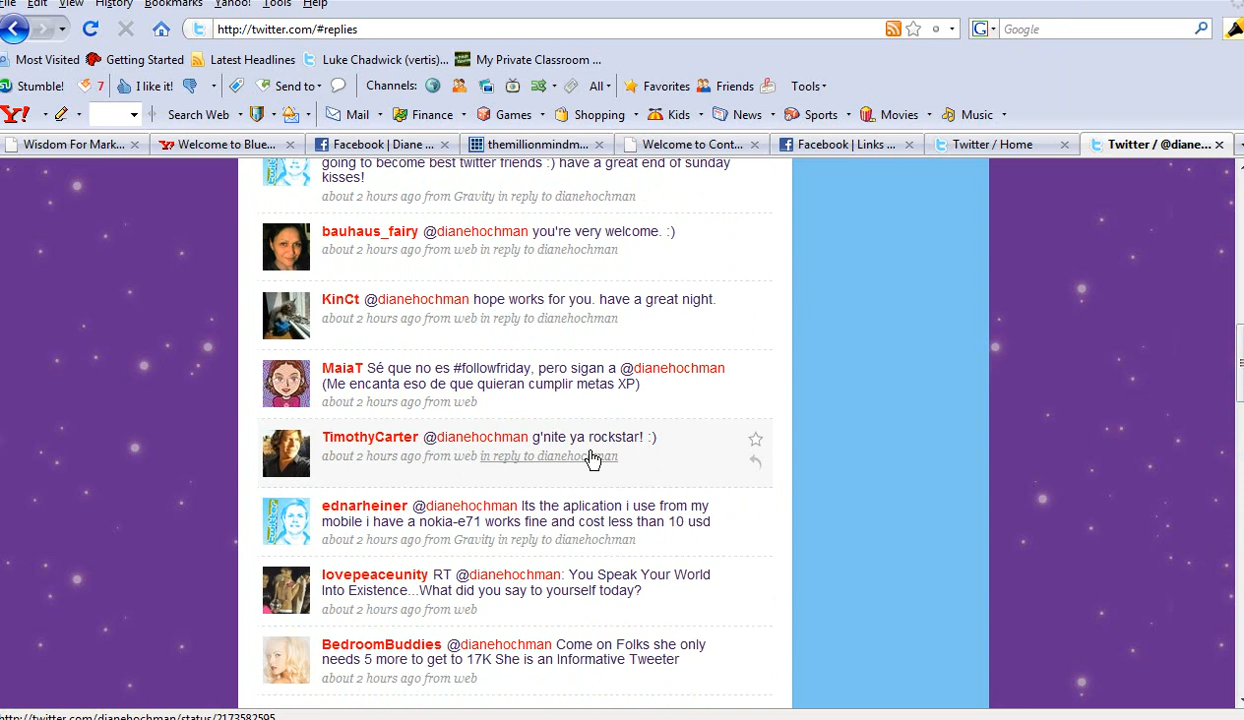 File Edit View History Bookmarks Yahoo! Tools Help
http://twitter.com/#replies Google
Most Visited Getting Started Latest Headlines Luke Chadwick (vertis)... My Private Classroom ...
Stumble! 7 I like it! Send to Channels: All Favorites Friends Tools
Y! Search Web Mail Finance Games Shopping Kids News Sports Movies Music
Wisdom For Mark... Welcome to Blue... Facebook | Diane ... themillionmindm... Welcome to Cont... Facebook | Links ... Twitter / Home Twitter / @diane...
going to become best twitter friends :) have a great end of sunday
kisses!
about 2 hours ago from Gravity in reply to dianehochman
bauhaus_fairy @dianehochman you're very welcome. :)
about 2 hours ago from web in reply to dianehochman
KinCt @dianehochman hope works for you. have a great night.
about 2 hours ago from web in reply to dianehochman
MaiaT Sé que no es #followfriday, pero sigan a @dianehochman
(Me encanta eso de que quieran cumplir metas XP)
about 2 hours ago from web
TimothyCarter @dianehochman g'nite ya rockstar! :)
about 2 hours ago from web in reply to dianehochman
ednarheiner @dianehochman Its the aplication i use from my
mobile i have a nokia-e71 works fine and cost less than 10 usd
about 2 hours ago from Gravity in reply to dianehochman
lovepeaceunity RT @dianehochman: You Speak Your World
Into Existence...What did you say to yourself today?
about 2 hours ago from web
BedroomBuddies @dianehochman Come on Folks she only
needs 5 more to get to 17K She is an Informative Tweeter
about 2 hours ago from web
http://twitter.com/dianehochman/status/2173582595